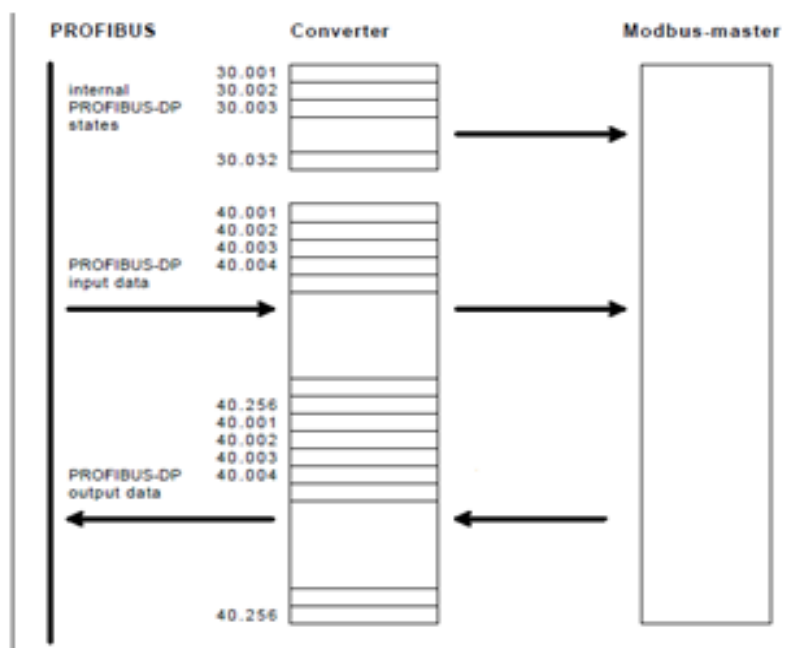 PROFIBUS
Converter
Modbus-master
internal
PROFIBUS-DP
states
30.001
30.002
30.003
30.032
PROFIBUS-DP
input data
40.001
40.002
40.003
40.004
40.256
PROFIBUS-DP
output data
40.001
40.002
40.003
40.004
40.256